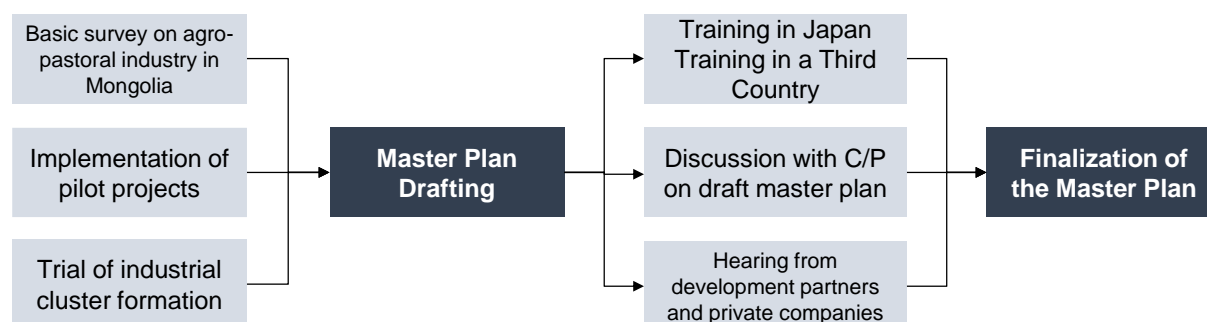 Basic survey on agro-
pastoral industry in
Mongolia
Implementation of
pilot projects
Trial of industrial
cluster formation
Master Plan
Drafting
Training in Japan
Training in a Third
Country
Discussion with C/P
on draft master plan
Hearing from
development partners
and private companies
Finalization of
the Master Plan